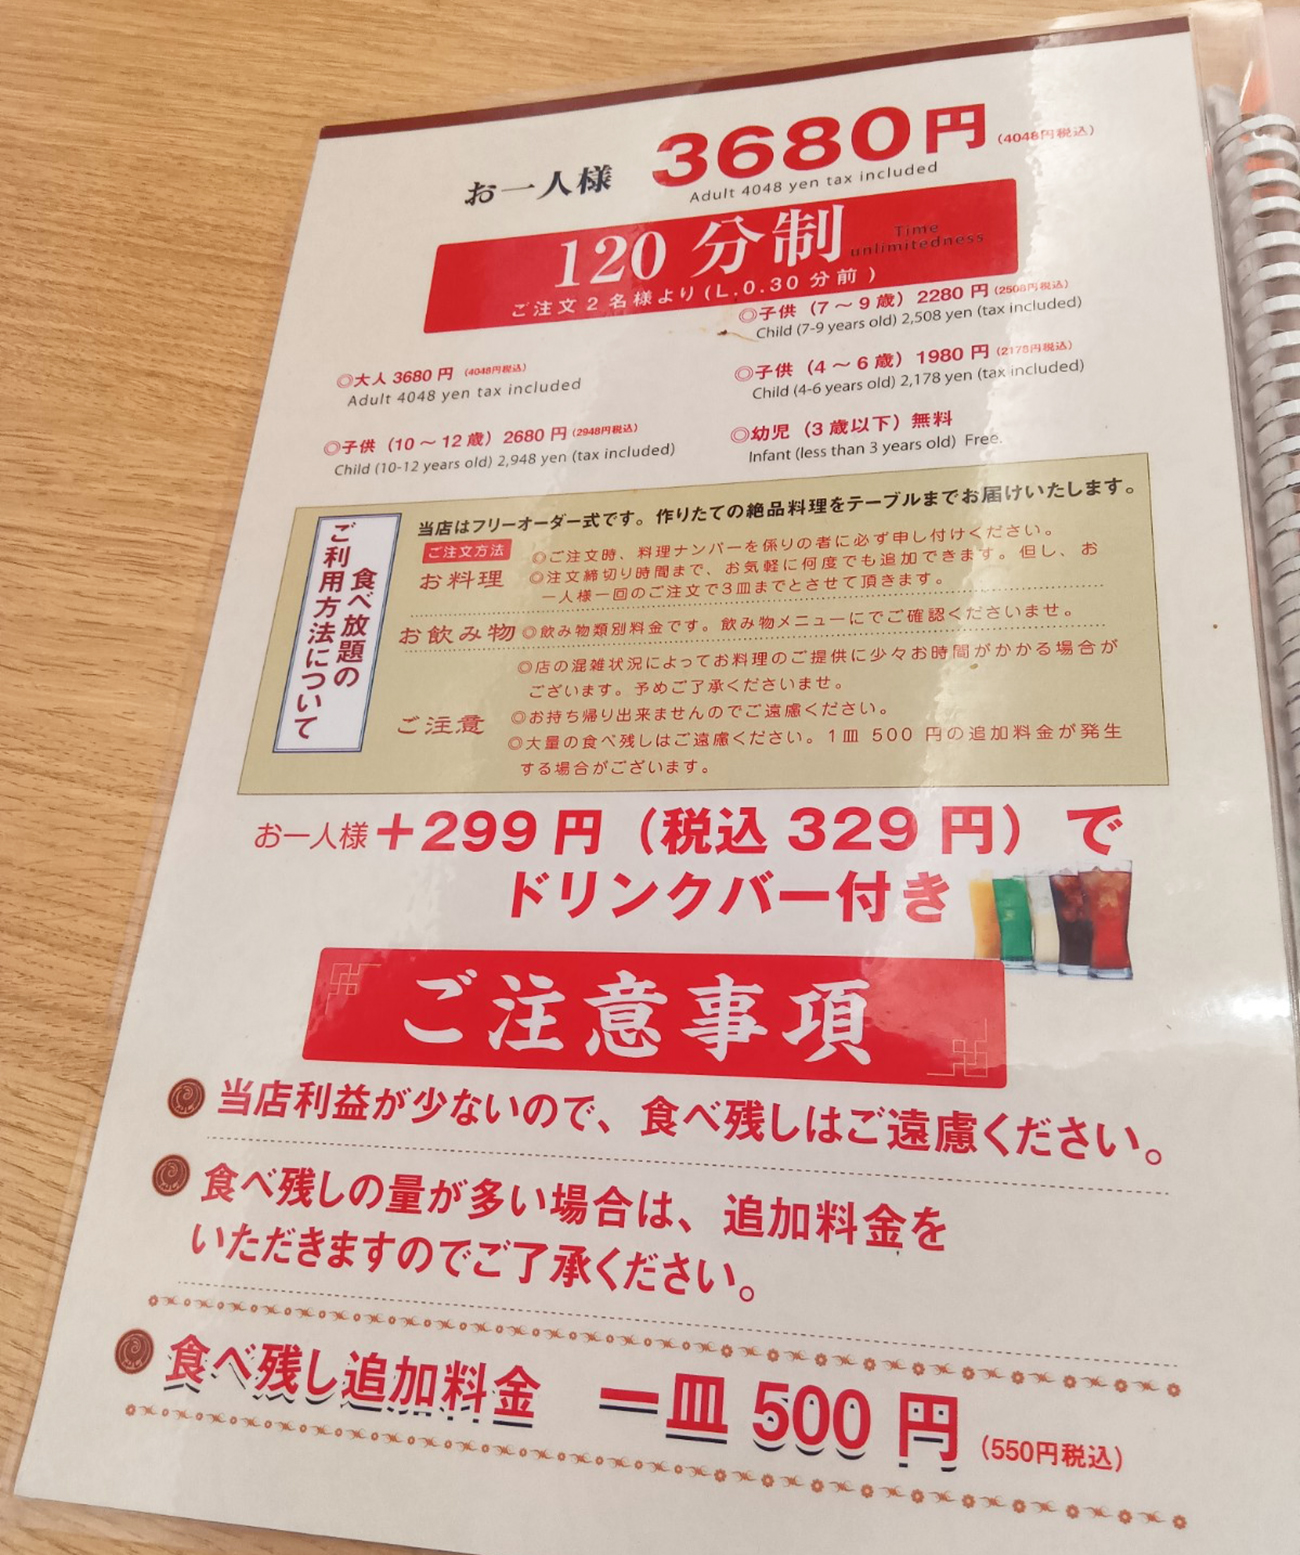 お一人様 3680円 (4048円税込)
Adult 4048 yen tax included
120 分制 Time unlimitedness
ご注文2名様より(L,O.30分前)
◎大人 3680円 (4048円税込)
Adult 4048 yen tax included
◎子供（10～12歳）2680円 (2948円税込)
Child (10-12 years old) 2,948 yen (tax included)
◎子供（7～9歳）2280円 (2508円税込)
Child (7-9 years old) 2,508 yen (tax included)
◎子供（4～6歳）1980円 (2178円税込)
Child (4-6 years old) 2,178 yen (tax included)
◎幼児（3歳以下）無料
Infant (less than 3 years old) Free.
食べ放題の
ご利用方法について
当店はフリーオーダー式です。作りたての絶品料理をテーブルまでお届けいたします。
ご注文方法
お料理
◎ご注文時、料理ナンバーを係りの者に必ず申し付けください。
◎注文締切り時間まで、お気軽に何度でも追加できます。但し、お
一人様一回のご注文で3皿までとさせて頂きます。
お飲み物 ◎飲み物類別料金です。飲み物メニューにでご確認くださいませ。
ご注意
◎店の混雑状況によってお料理のご提供に少々お時間がかかる場合が
ございます。予めご了承くださいませ。
◎お持ち帰り出来ませんのでご遠慮ください。
◎大量の食べ残しはご遠慮ください。1皿 500 円の追加料金が発生
する場合がございます。
お一人様＋299円（税込329円）で
ドリンクバー付き
ご注意事項
当店利益が少ないので、食べ残しはご遠慮ください。
食べ残しの量が多い場合は、追加料金を
いただきますのでご了承ください。
食べ残し追加料金 一皿 500 円 (550円税込)